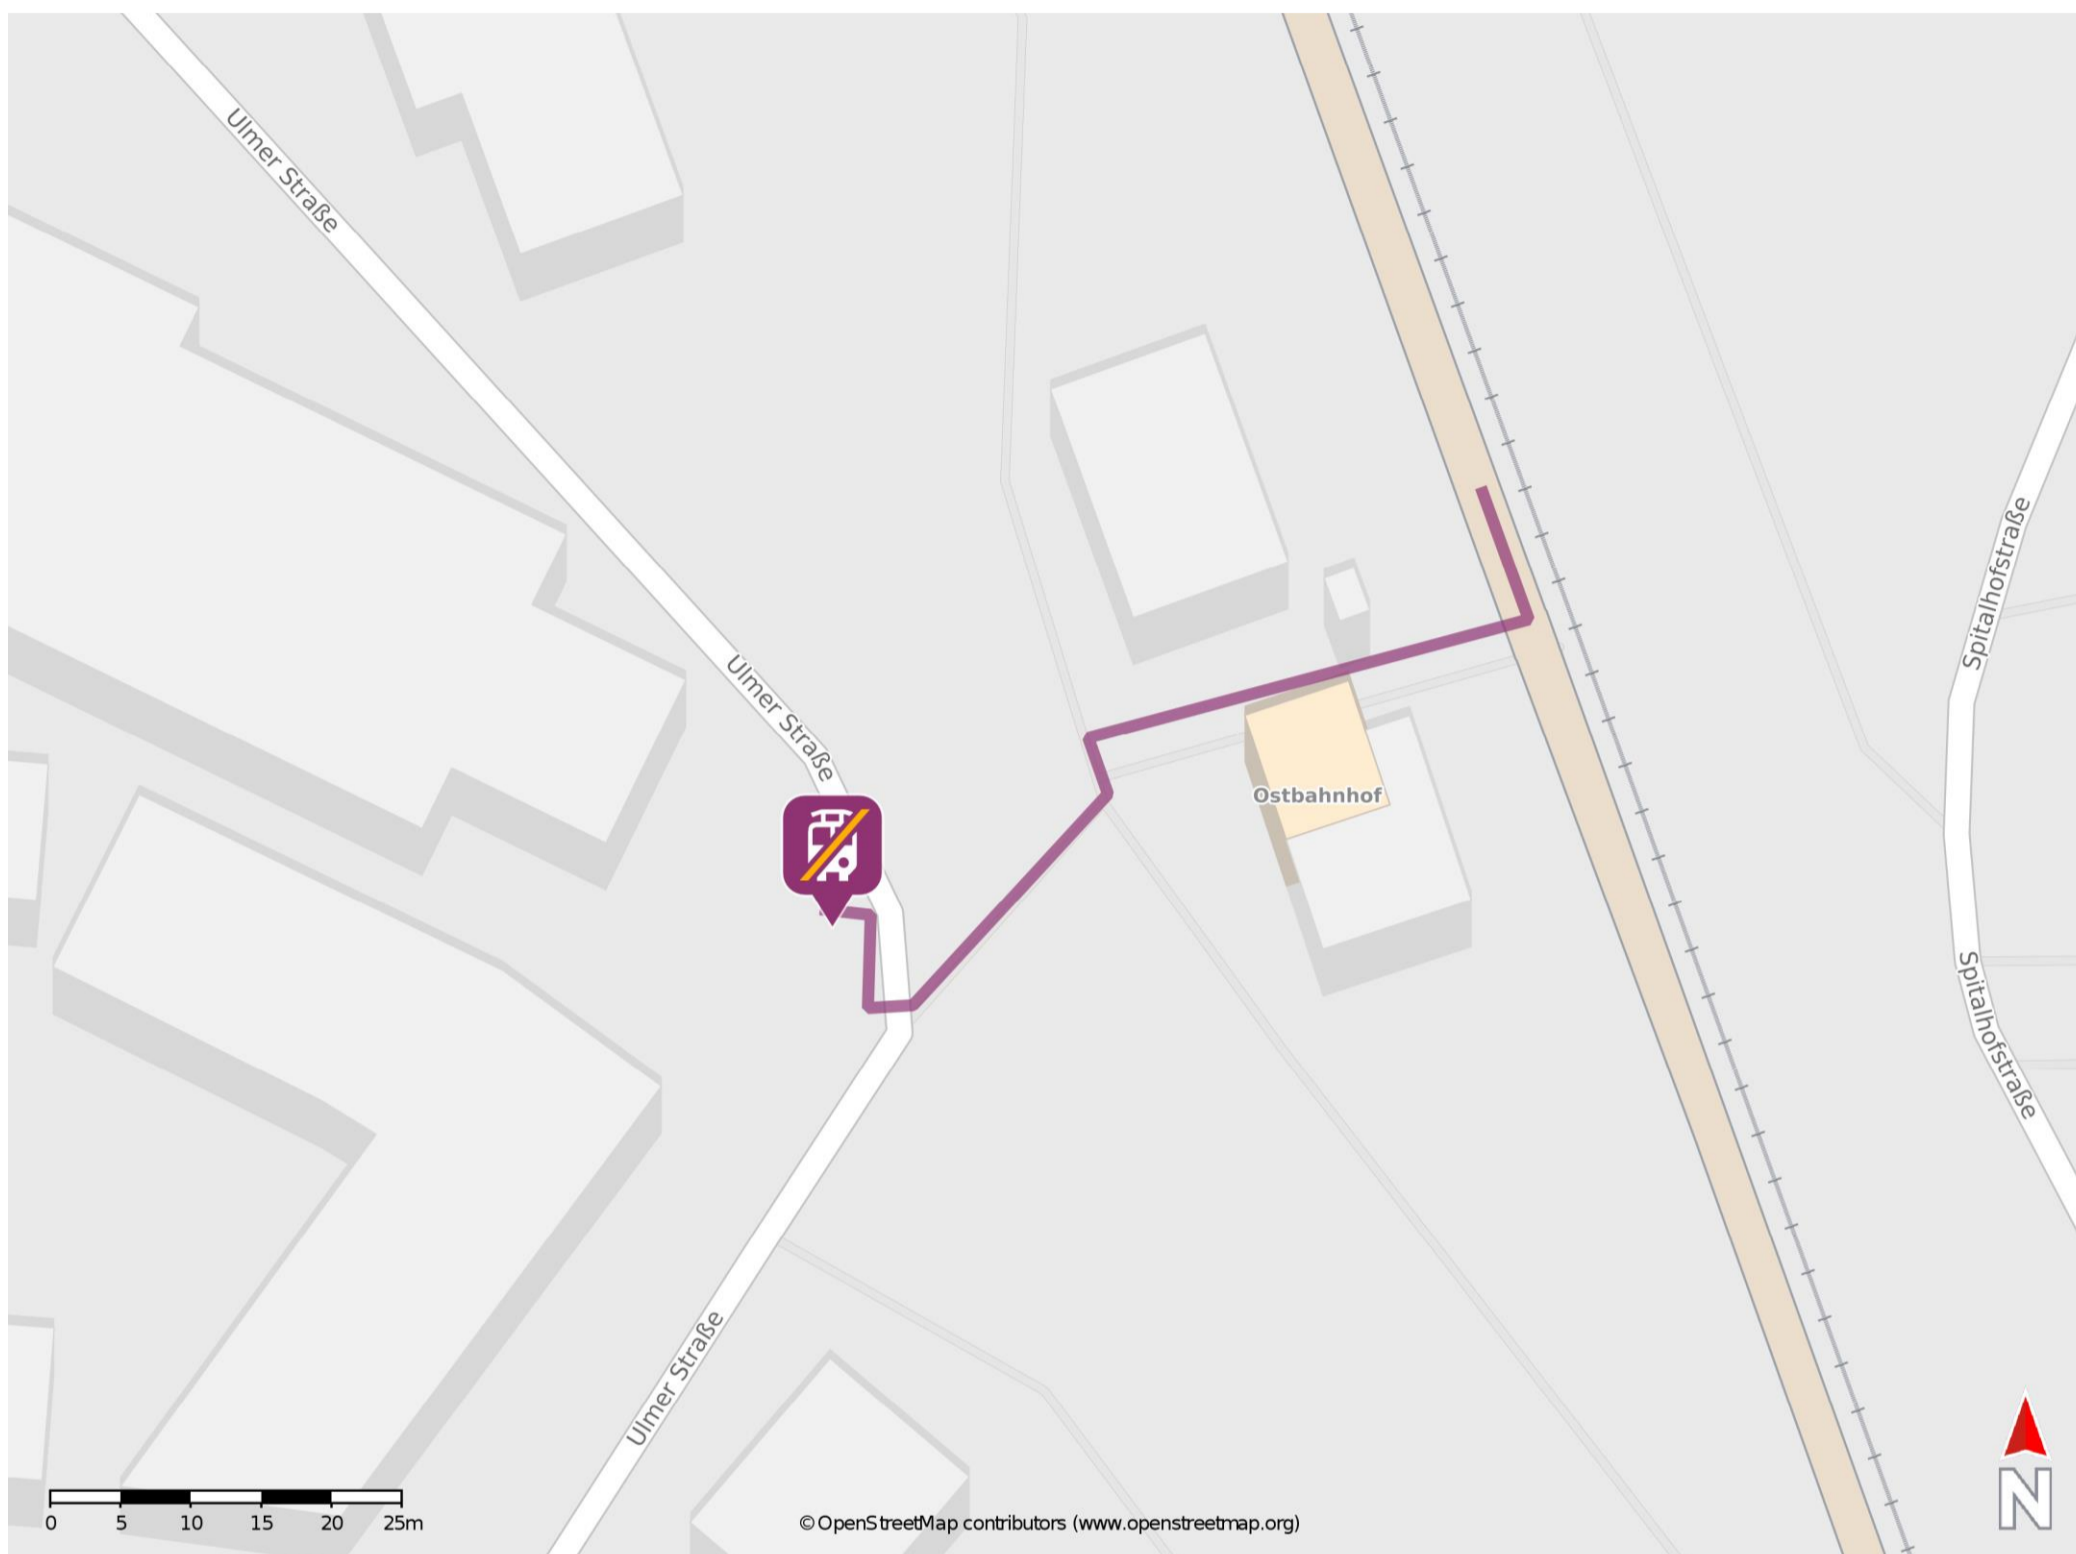 Ulmer Straße
Spitalhofstraße
Ulmer Straße
Ostbahnhof
Spitalhofstraße
Ulmer Straße
N
0 5 10 15 20 25m
© OpenStreetMap contributors (www.openstreetmap.org)